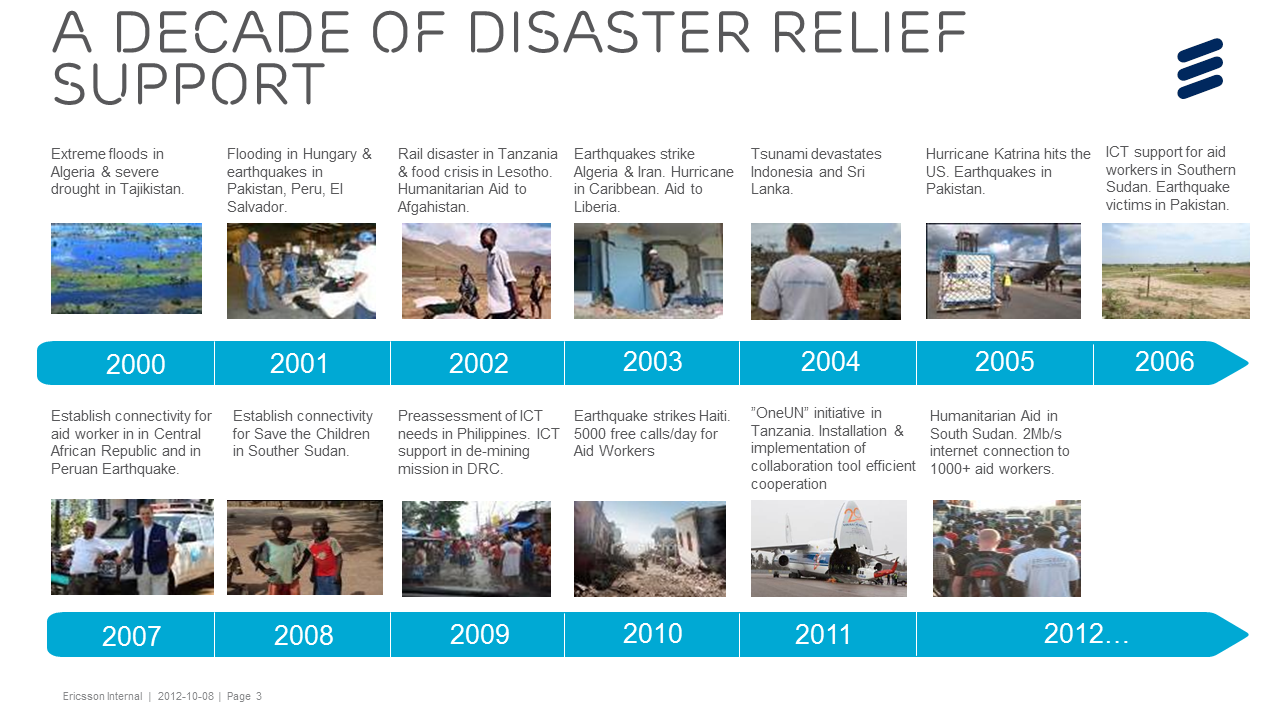 A DECADE OF DISASTER RELIEF
SUPPORT
Extreme floods in
Algeria & severe
drought in Tajikistan.
Flooding in Hungary &
earthquakes in
Pakistan, Peru, El
Salvador.
Rail disaster in Tanzania
& food crisis in Lésotho.
Humanitarian Aid to
Afgahistan.
Earthquakes strike
Algeria & Iran. Hurricane
in Caribbean. Aid to
Liberia.
Tsunami devastates
Indonesia and Sri
Lanka.
Hurricane Katrina hits the
US. Earthquakes in
Pakistan.
ICT support for aid
workers in Southern
Sudan. Earthquake
victims in Pakistan.
2000
2001
2002
2003
2004
2005
2006
Establish connectivity for
aid worker in in Central
African Republic and in
Peruan Earthquake.
Establish connectivity
for Save the Children
in Souther Sudan.
Preassessment of ICT
needs in Philippines. ICT
support in de-mining
mission in DRC.
Earthquake strikes Haiti.
5000 free calls/day for
Aid Workers
”OneUN” initiative in
Tanzania. Installation &
implementation of
collaboration tool efficient
cooperation
Humanitarian Aid in
South Sudan. 2Mb/s
internet connection to
1000+ aid workers.
2007
2008
2009
2010
2011
2012...
Ericsson Internal | 2012-10-08 | Page 3